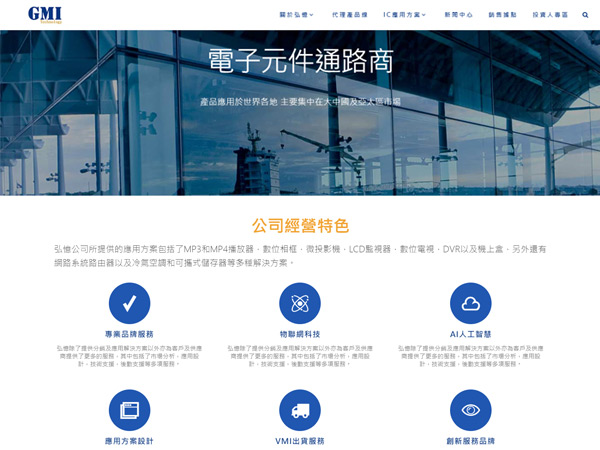 GMI
Technology
關於弘憶 代理產品線 IC應用方案 新聞中心 銷售據點 投資人專區
電子元件通路商
產品應用於世界各地 主要集中在大中國及亞太區市場
公司經營特色
弘憶公司所提供的應用方案包括了MP3和MP4播放器、數位相框、微投影機、LCD監視器、數位電視、DVR以及機上盒，另外還有
網路系統路由器以及冷氣空調和可攜式儲存器等多種解決方案。
專業品牌服務
弘憶除了提供分銷及應用解決方案以外亦為客戶及供應
商提供了更多的服務，其中包括了市場分析、應用設
計、技術支援、後勤支援等多項服務。
物聯網科技
弘憶除了提供分銷及應用解決方案以外亦為客戶及供應
商提供了更多的服務，其中包括了市場分析、應用設
計、技術支援、後勤支援等多項服務。
AI人工智慧
弘憶除了提供分銷及應用解決方案以外亦為客戶及供應
商提供了更多的服務，其中包括了市場分析、應用設
計、技術支援、後勤支援等多項服務。
應用方案設計
VMI出貨服務
創新服務品牌